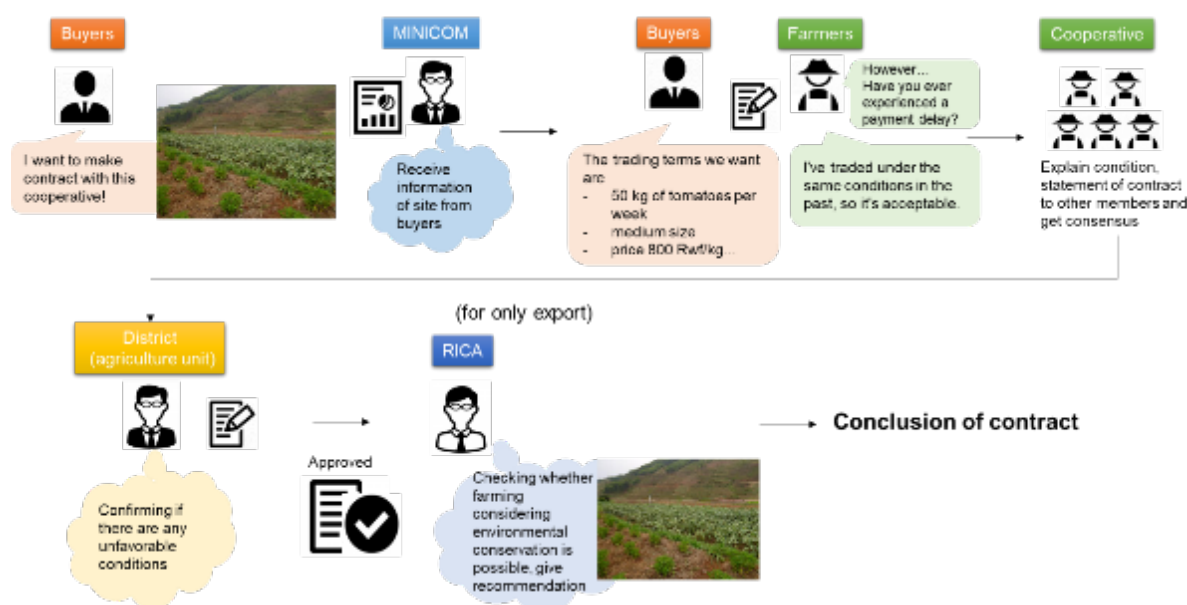 Buyers
MINICOM
Buyers
Farmers
Cooperative
I want to make
contract with this
cooperative!
Receive
information
of site from
buyers
The trading terms we want
are
- 50 kg of tomatoes per
week
- medium size
- price 800 Rwf/kg...
However...
Have you ever
experienced a
payment delay?
I've traded under the
same conditions in the
past, so it's acceptable.
Explain condition,
statement of contract
to other members and
get consensus
(for only export)
District
(agriculture unit)
RICA
Confirming if
there are any
unfavorable
conditions
Approved
Checking whether
farming
considering
environmental
conservation is
possible, give
recommendation
Conclusion of contract